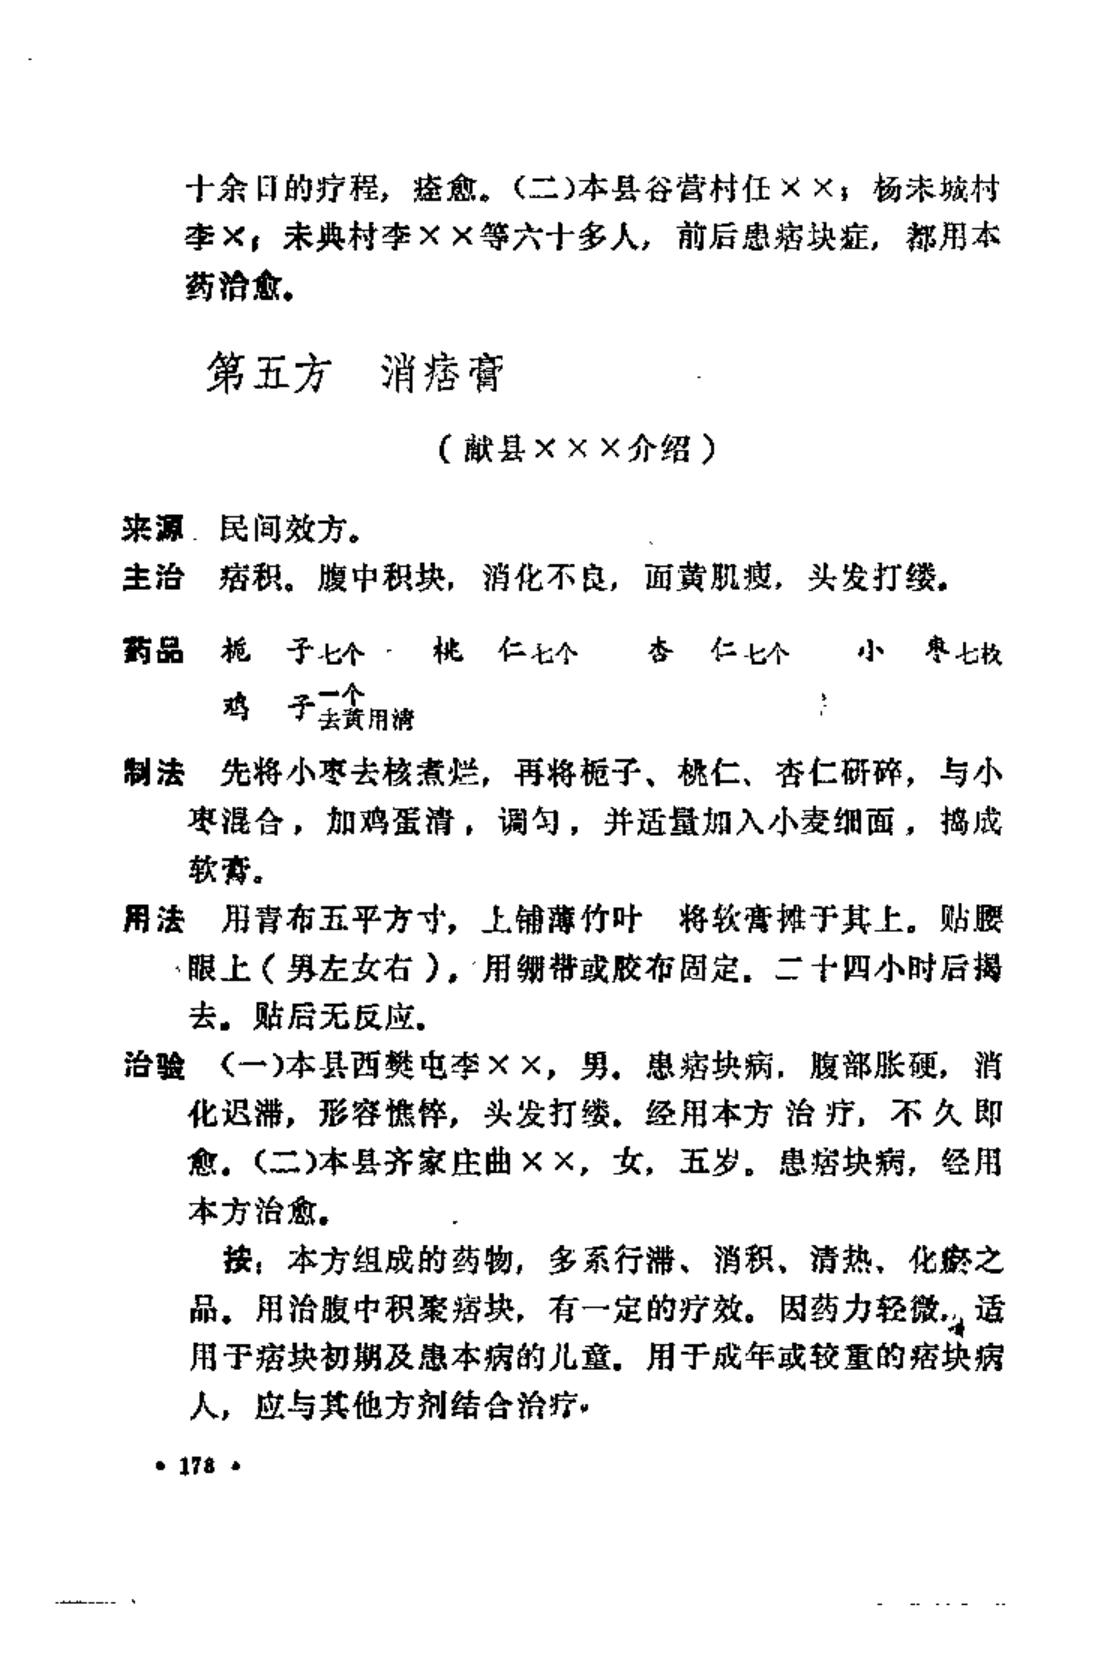 十余日的疗程，痊愈。（二）本县谷营村任××；杨未城村
李×；未典村李××等六十多人，前后患痞块症，都用本
药治愈。
第五方 消痞膏
（献县×××介绍）
来源 民间效方。
主治 痞积。腹中积块，消化不良，面黄肌瘦，头发打缕。
药品 栀子七个 桃仁七个 杏仁七个 小枣七枚
鸡子一个去黄用清
制法 先将小枣去核煮烂，再将栀子、桃仁、杏仁研碎，与小
枣混合，加鸡蛋清，调匀，并适量加入小麦细面，捣成
软膏。
用法 用青布五平方寸，上铺薄竹叶 将软膏摊于其上。贴腰
眼上（男左女右），用绷带或胶布固定。二十四小时后揭
去。贴后无反应。
治验 （一）本县西樊屯李××，男。患痞块病，腹部胀硬，消
化迟滞，形容憔悴，头发打缕。经用本方治疗，不久即
愈。（二）本县齐家庄曲××，女，五岁。患痞块病，经用
本方治愈。
按：本方组成的药物，多系行滞、消积、清热、化瘀之
品。用治腹中积聚痞块，有一定的疗效。因药力轻微，适
用于痞块初期及患本病的儿童。用于成年或较重的痞块病
人，应与其他方剂结合治疗。
• 178 •